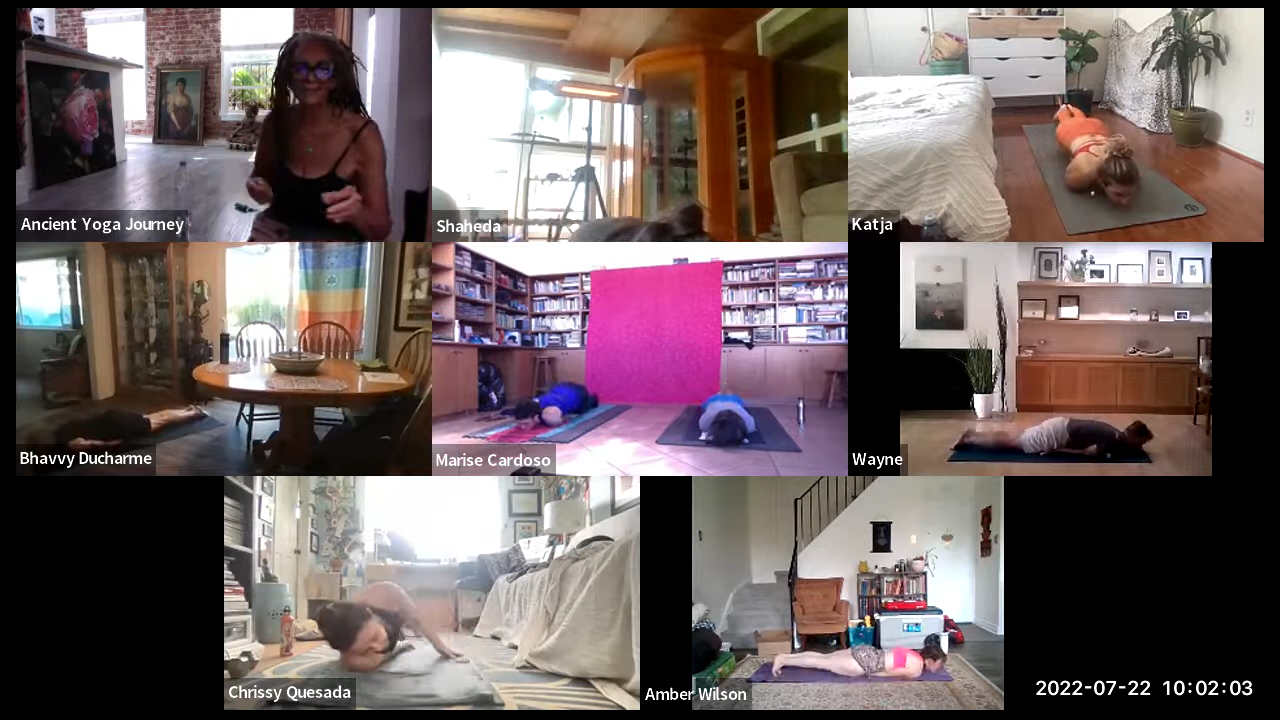 Ancient Yoga Journey
Shaheda
Katja
Bhavvy Ducharme
Marise Cardoso
Wayne
Chrissy Quesada
Amber Wilson
2022-07-22 10:02:03